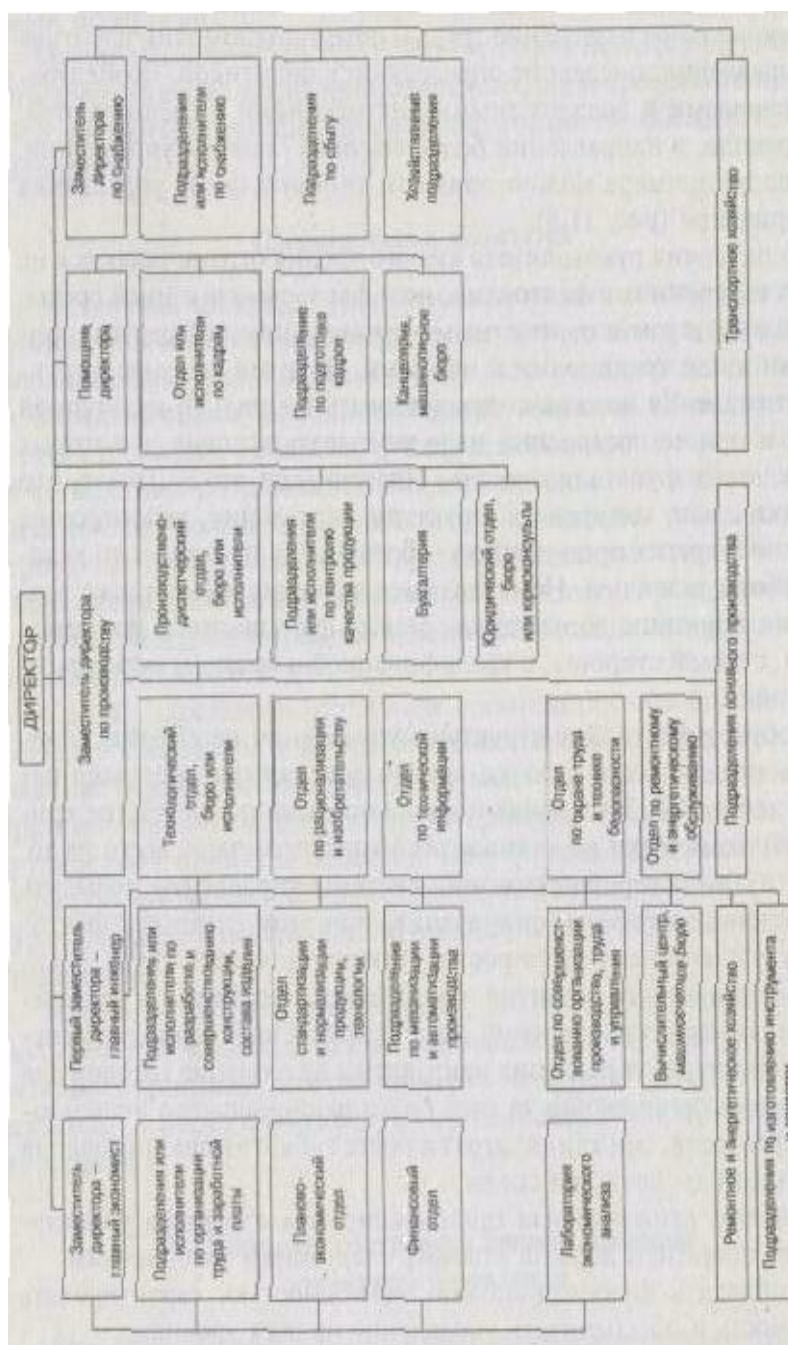 ДИРЕКТОР
Заместитель
директора –
главный экономист
Первый заместитель
директора –
главный инженер
Заместитель директора
по производству
Помощник
директора
Заместитель
директора
по снабжению
Подразделения или
исполнители
по организации
труда и заработной
платы
Подразделения или
исполнители по
разработке и
совершенствованию
конструкции,
состава изделия
Технологический
отдел,
бюро или
исполнители
Производственно-
диспетчерский
отдел,
бюро или
исполнители
Отдел или
исполнители
по кадрам
Подразделения
или исполнители
по снабжению
Планово-
экономический
отдел
Отдел
стандартизации
и нормализации
продукции,
технологии
Отдел
по рационализации
и изобретательству
Подразделения
или исполнители
по контролю
качества продукции
Подразделение
по подготовке
кадров
Подразделения
по сбыту
Финансовый
отдел
Подразделения
по механизации
и автоматизации
производства
Отдел
по технической
информации
Бухгалтерия
Канцелярия,
машинописное
бюро
Хозяйственные
подразделения
Юридический отдел,
бюро
или юрисконсульты
Лаборатория
экономического
анализа
Отдел по совершенст-
вованию организации
производства, труда
и управления
Отдел
по охране труда
и технике
безопасности
Вычислительный центр,
машиносчетное бюро
Отдел по ремонтному
и энергетическому
обслуживанию
Ремонтное и энергетическое хозяйство
Подразделения основного производства
Транспортное хозяйство
Подразделения по изготовлению инструмента